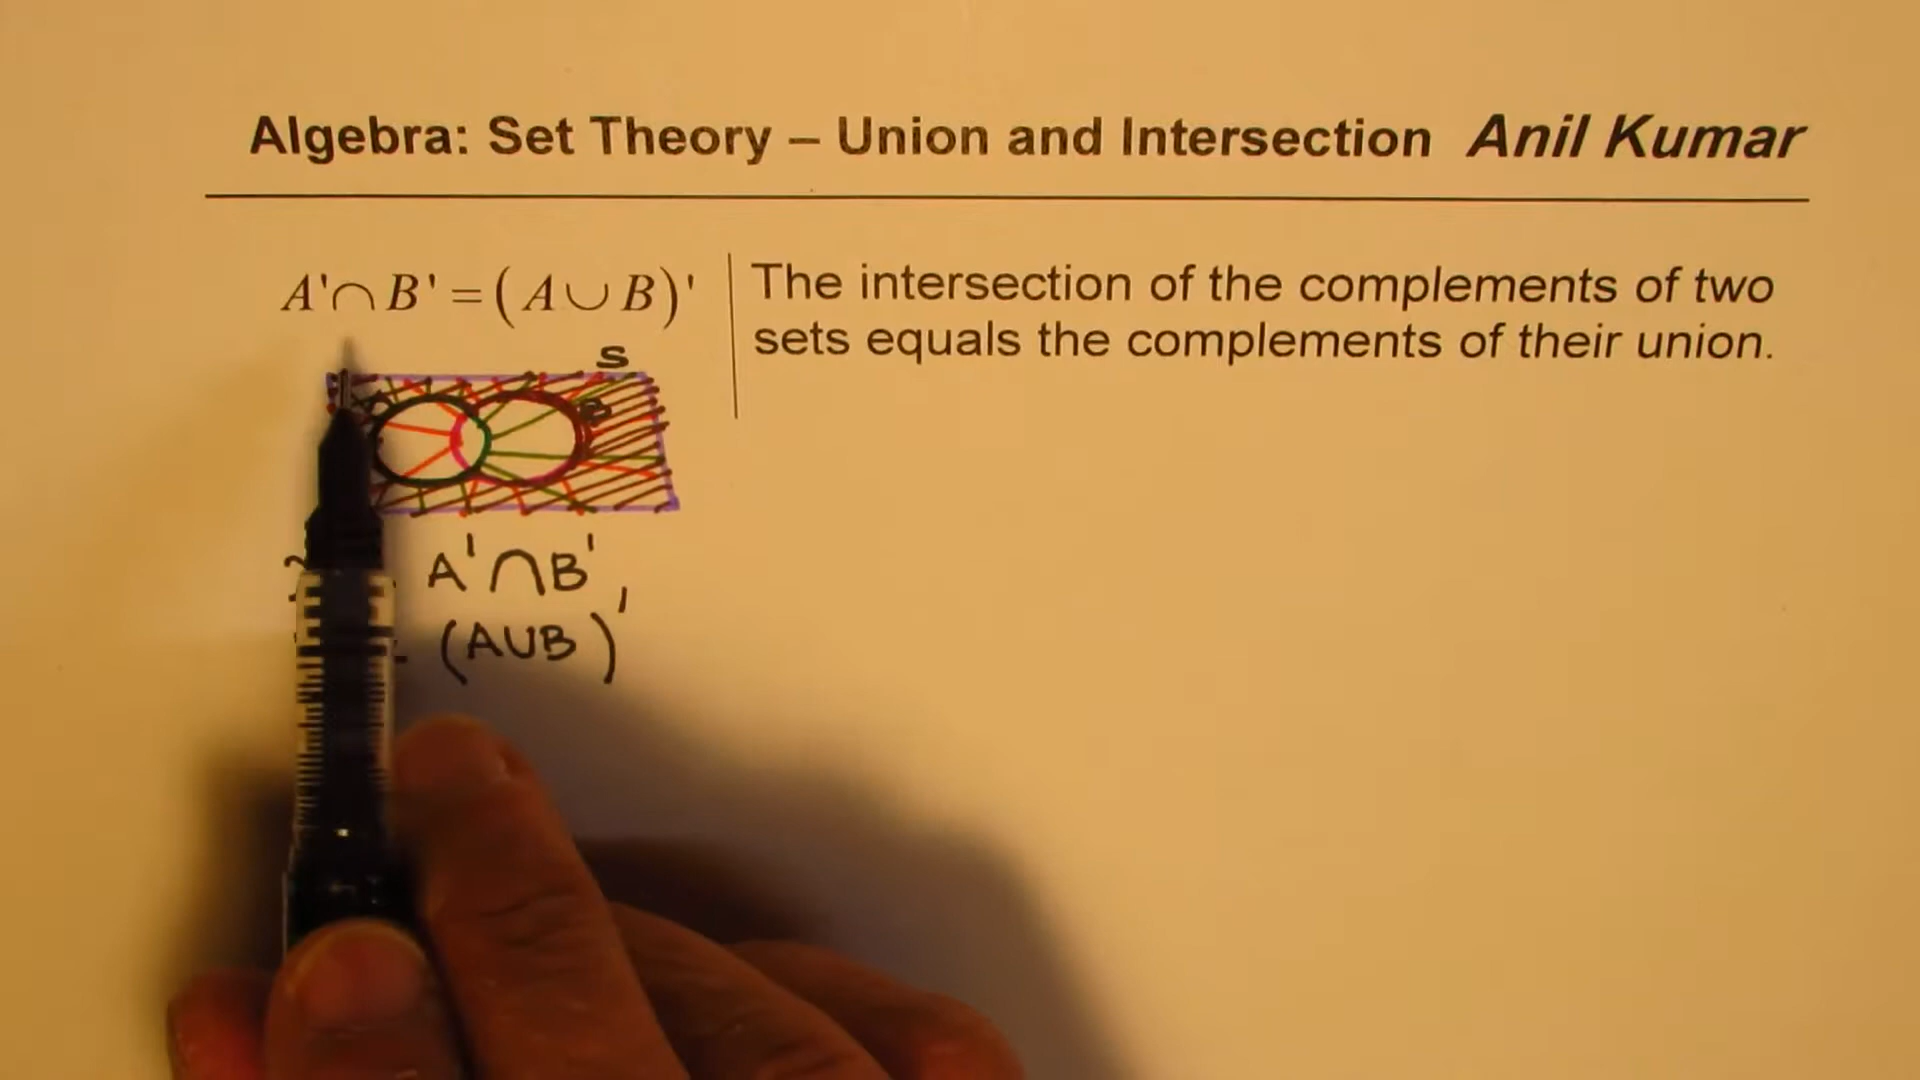 Algebra: Set Theory – Union and Intersection Anil Kumar
A'∩B'=(A∪B)'
The intersection of the complements of two
sets equals the complements of their union.
S
A
B
A'∩B'
(A∪B)'